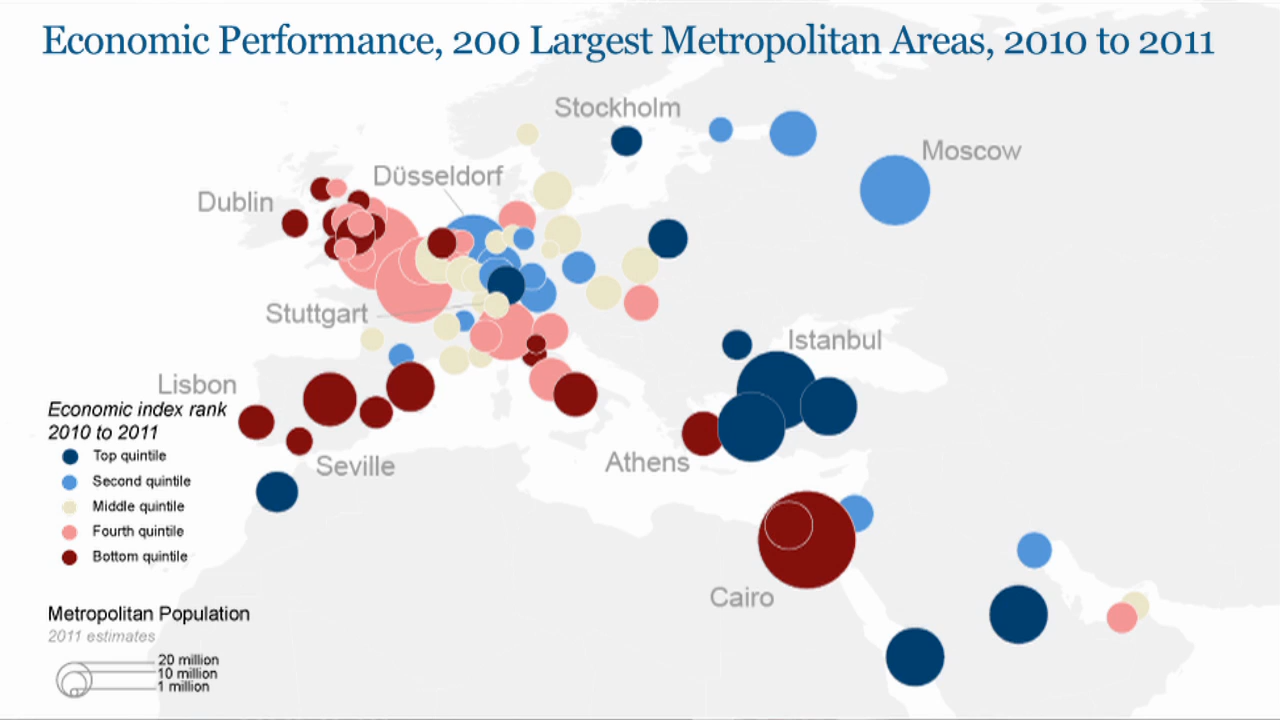 Economic Performance, 200 Largest Metropolitan Areas, 2010 to 2011
Stockholm
Moscow
Düsseldorf
Dublin
Stuttgart
Istanbul
Lisbon
Economic index rank
2010 to 2011
Top quintile
Second quintile
Middle quintile
Fourth quintile
Bottom quintile
Seville
Athens
Cairo
Metropolitan Population
2011 estimates
20 million
10 million
1 million